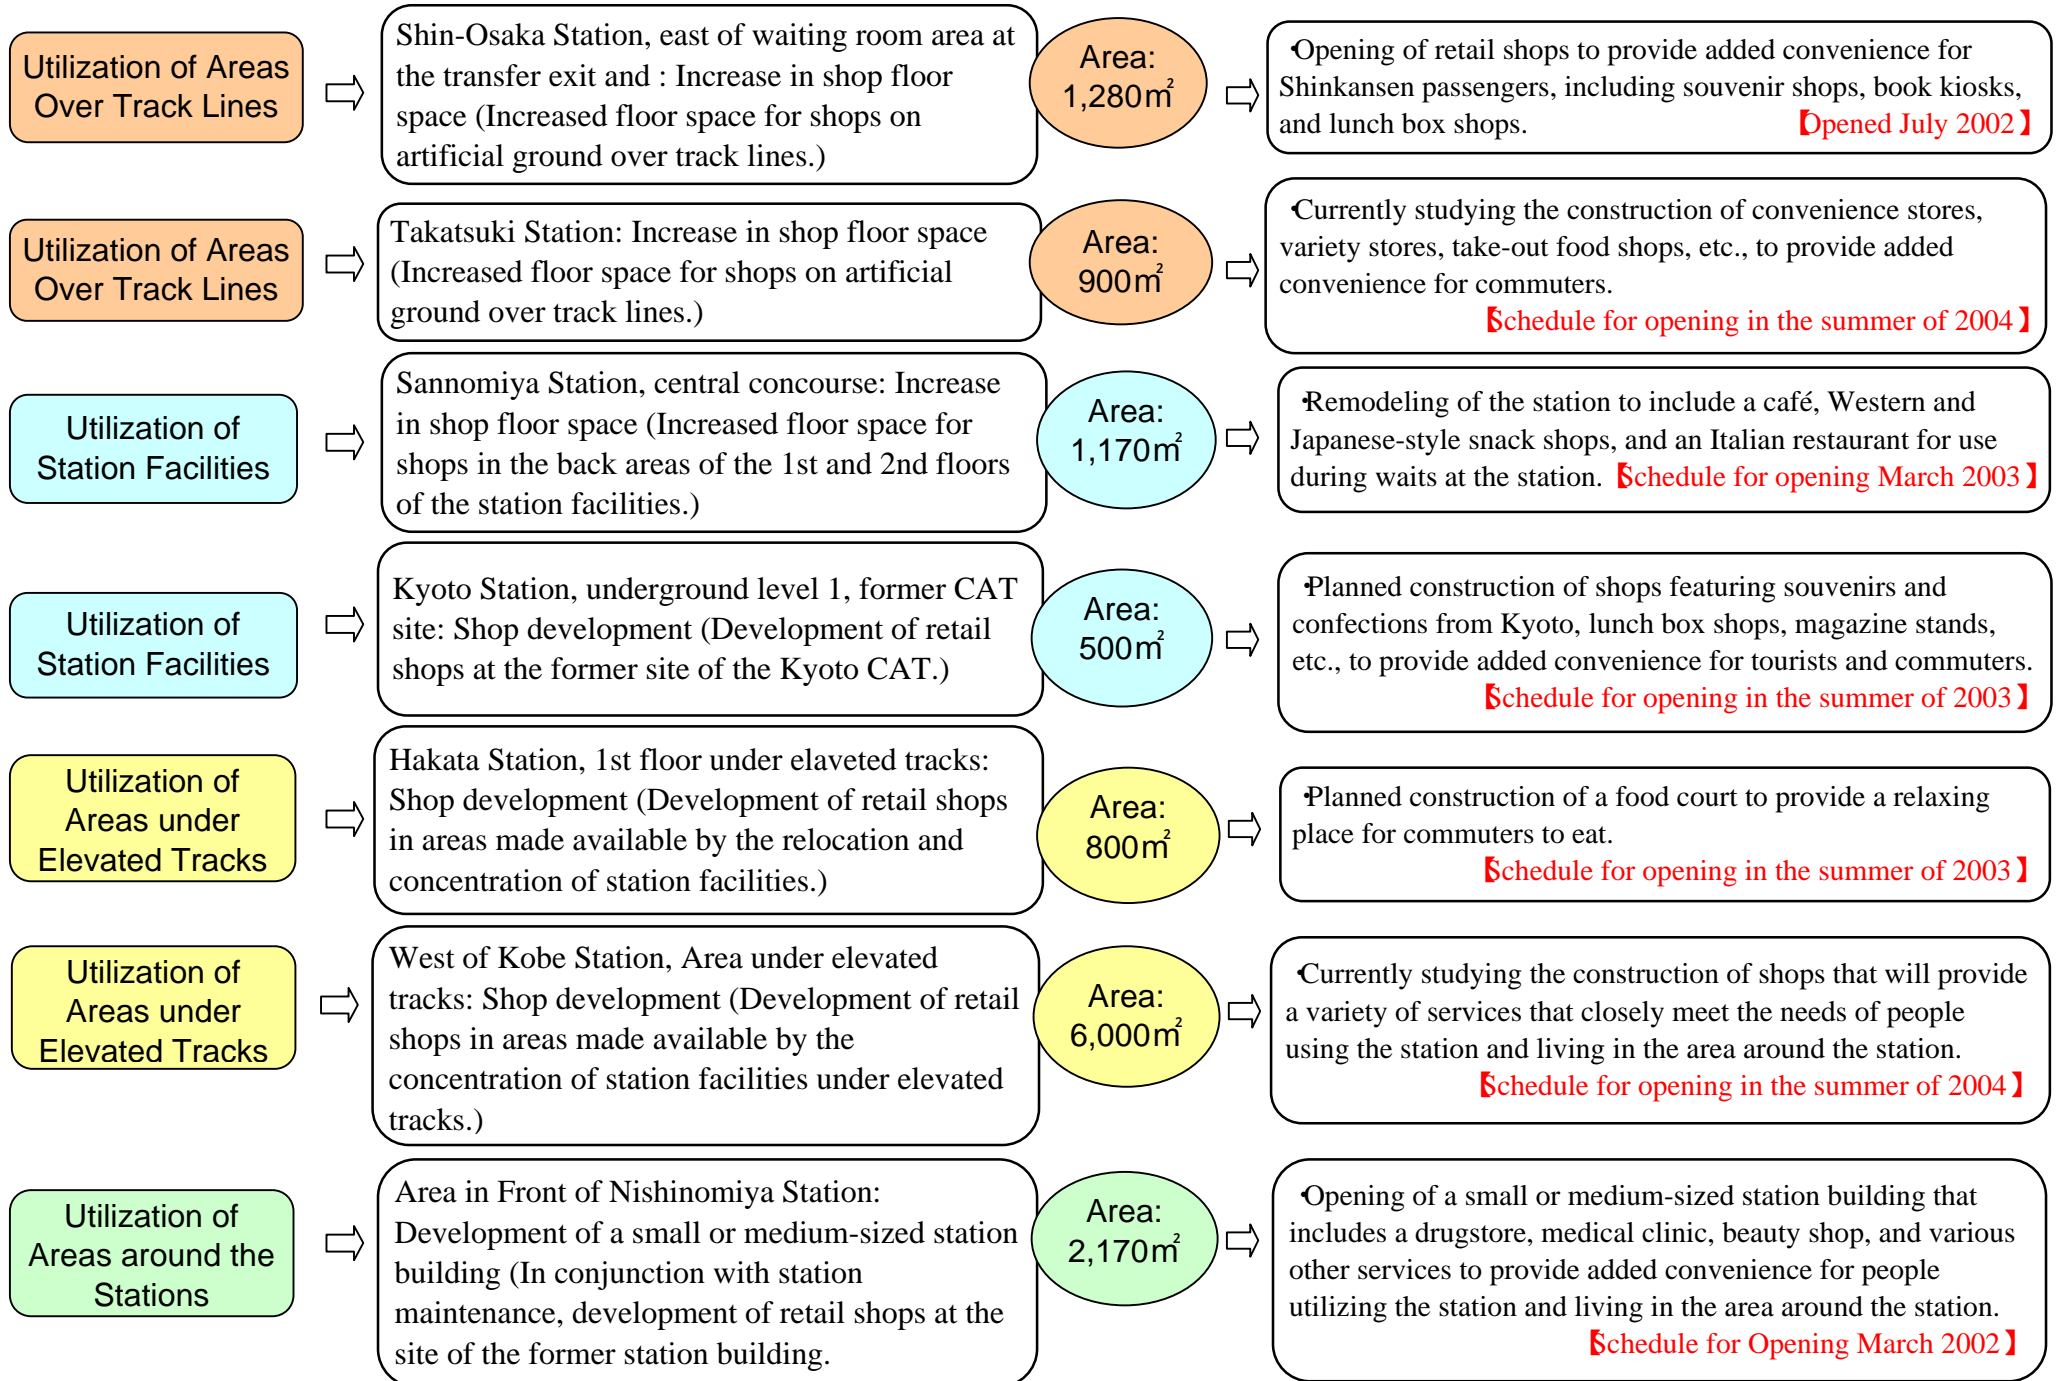 Utilization of Areas
Over Track Lines
Shin-Osaka Station, east of waiting room area at
the transfer exit and : Increase in shop floor
space (Increased floor space for shops on
artificial ground over track lines.)
Area:
1,280㎡
・Opening of retail shops to provide added convenience for
Shinkansen passengers, including souvenir shops, book kiosks,
and lunch box shops. 【Opened July 2002】
Utilization of Areas
Over Track Lines
Takatsuki Station: Increase in shop floor space
(Increased floor space for shops on artificial
ground over track lines.)
Area:
900㎡
・Currently studying the construction of convenience stores,
variety stores, take-out food shops, etc., to provide added
convenience for commuters.
【Schedule for opening in the summer of 2004】
Utilization of
Station Facilities
Sannomiya Station, central concourse: Increase
in shop floor space (Increased floor space for
shops in the back areas of the 1st and 2nd floors
of the station facilities.)
Area:
1,170㎡
・Remodeling of the station to include a café, Western and
Japanese-style snack shops, and an Italian restaurant for use
during waits at the station. 【Schedule for opening March 2003】
Utilization of
Station Facilities
Kyoto Station, underground level 1, former CAT
site: Shop development (Development of retail
shops at the former site of the Kyoto CAT.)
Area:
500㎡
・Planned construction of shops featuring souvenirs and
confections from Kyoto, lunch box shops, magazine stands,
etc., to provide added convenience for tourists and commuters.
【Schedule for opening in the summer of 2003】
Utilization of
Areas under
Elevated Tracks
Hakata Station, 1st floor under elaveted tracks:
Shop development (Development of retail shops
in areas made available by the relocation and
concentration of station facilities.)
Area:
800㎡
・Planned construction of a food court to provide a relaxing
place for commuters to eat.
【Schedule for opening in the summer of 2003】
Utilization of
Areas under
Elevated Tracks
West of Kobe Station, Area under elevated
tracks: Shop development (Development of retail
shops in areas made available by the
concentration of station facilities under elevated
tracks.)
Area:
6,000㎡
・Currently studying the construction of shops that will provide
a variety of services that closely meet the needs of people
using the station and living in the area around the station.
【Schedule for opening in the summer of 2004】
Utilization of
Areas around the
Stations
Area in Front of Nishinomiya Station:
Development of a small or medium-sized station
building (In conjunction with station
maintenance, development of retail shops at the
site of the former station building.
Area:
2,170㎡
・Opening of a small or medium-sized station building that
includes a drugstore, medical clinic, beauty shop, and various
other services to provide added convenience for people
utilizing the station and living in the area around the station.
【Schedule for Opening March 2002】